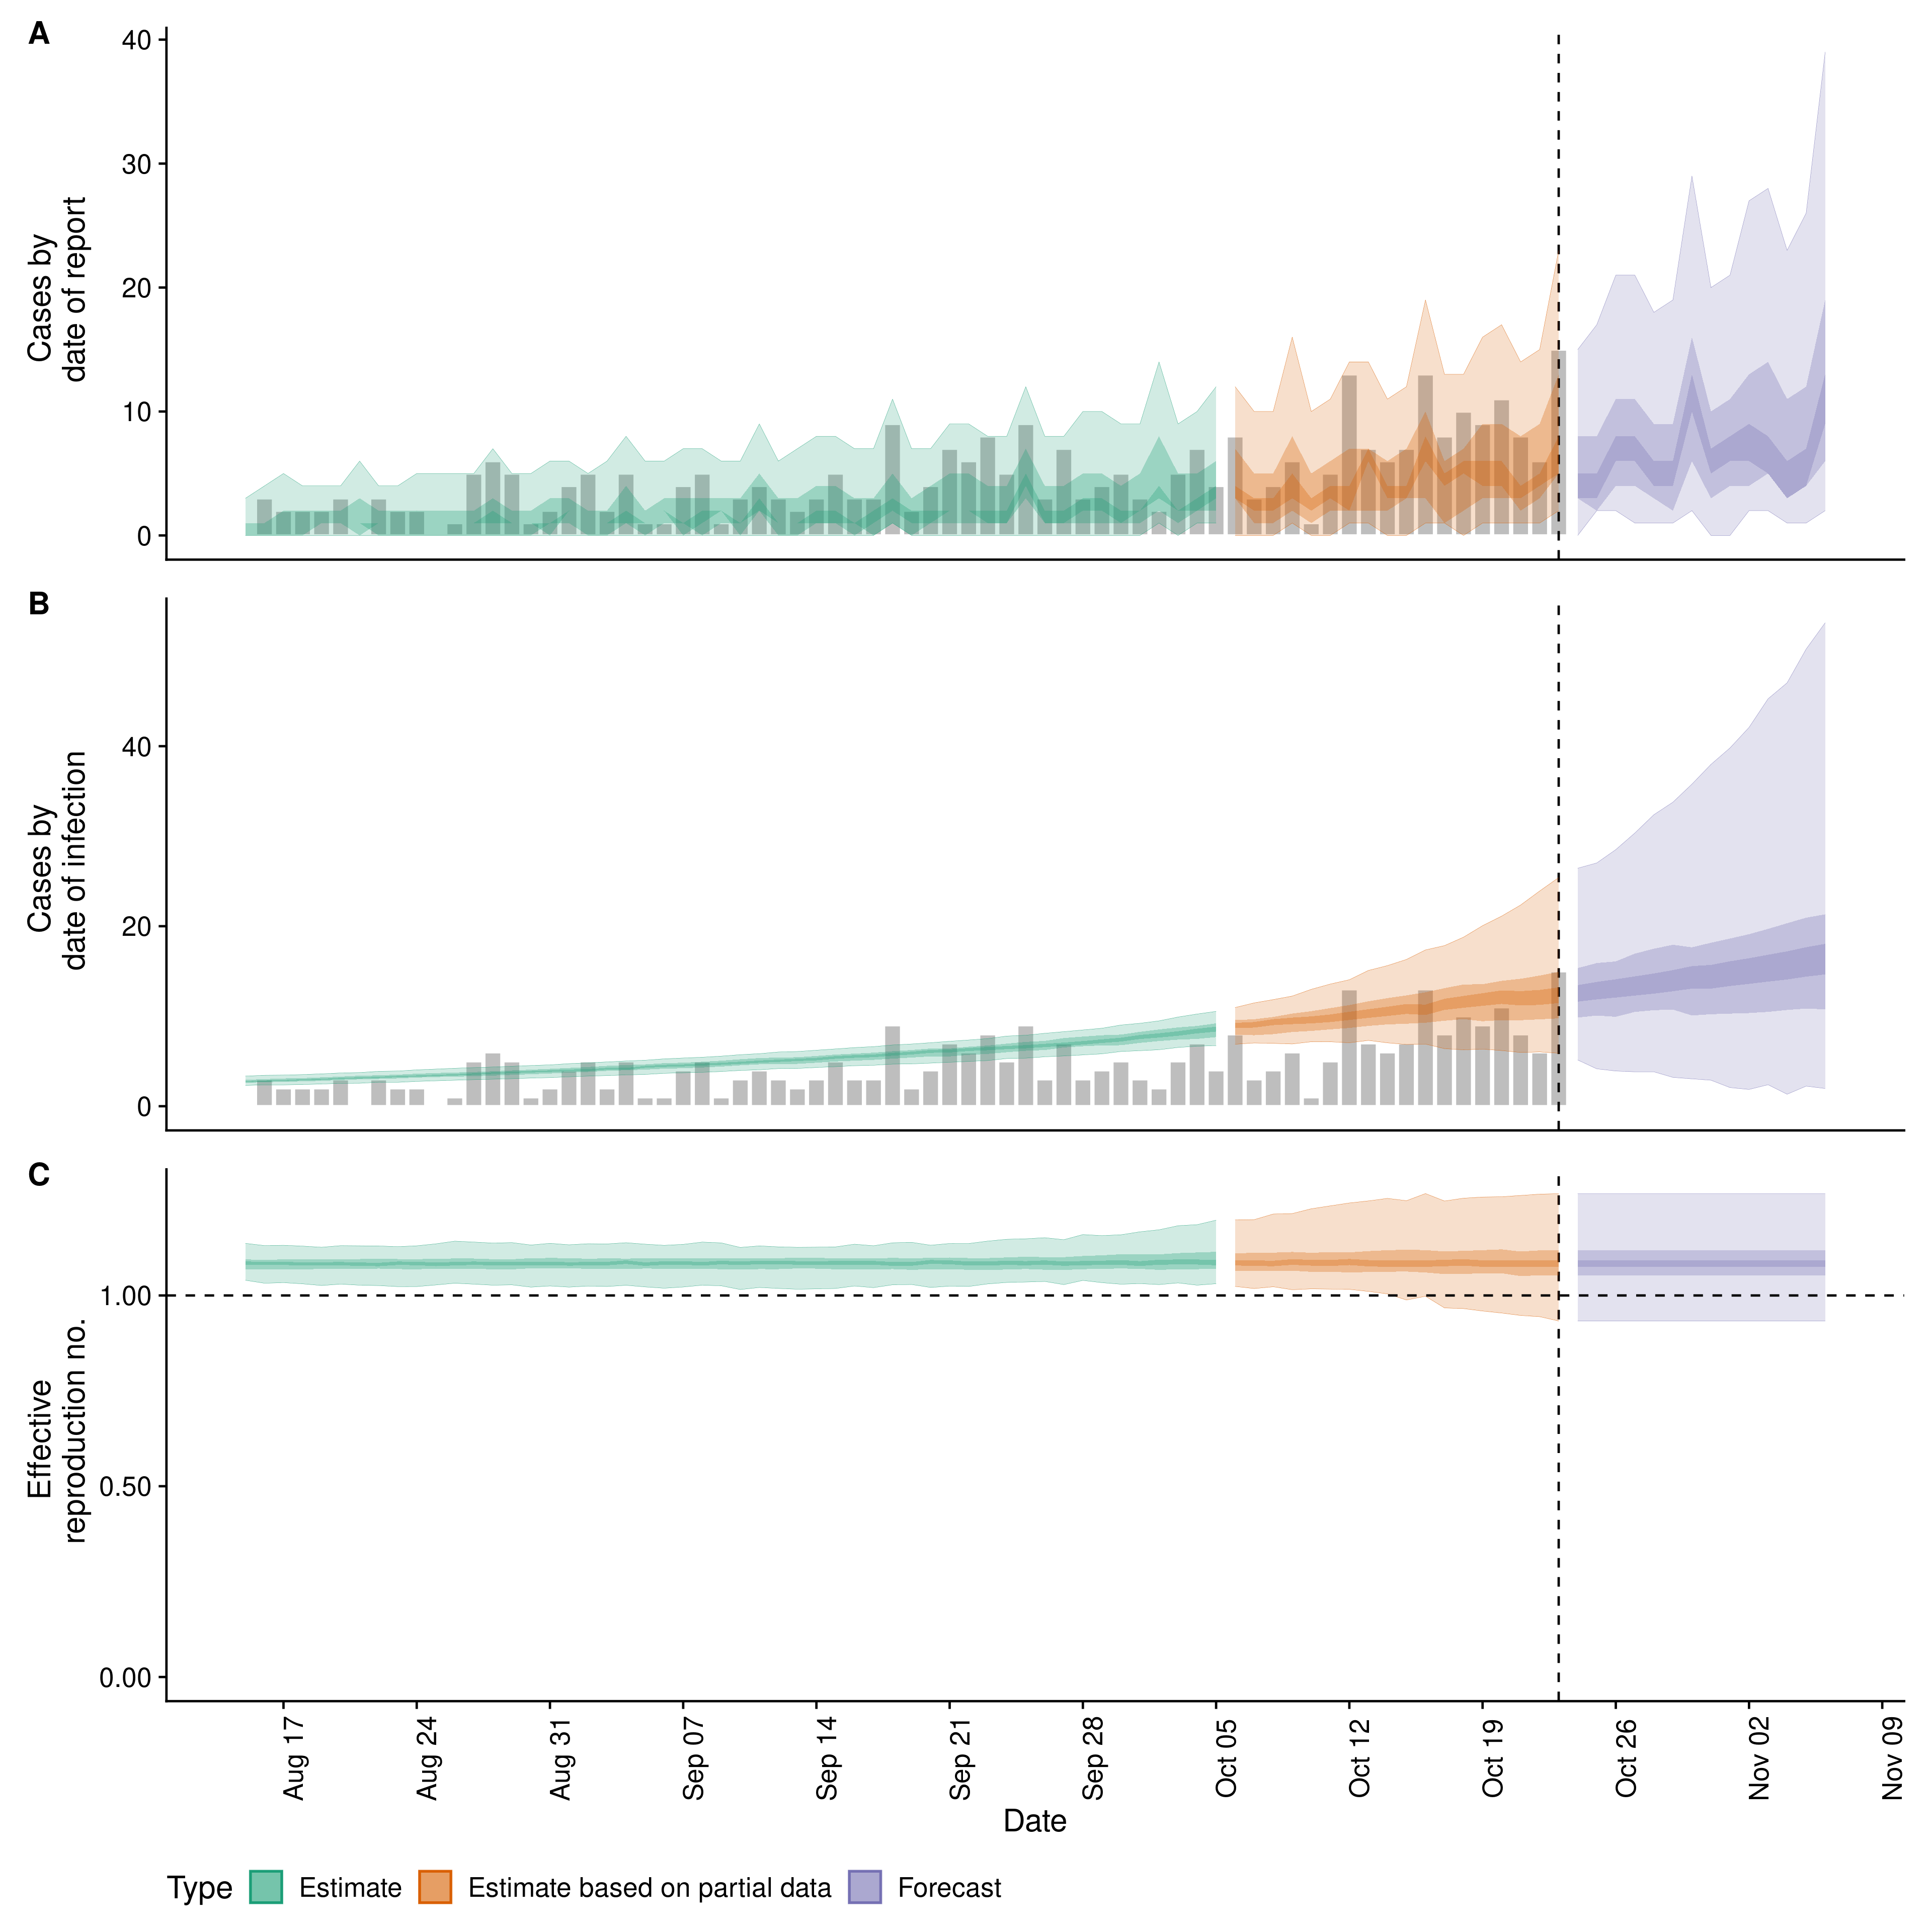 A
40
30
20
10
0
Cases by
date of report
B
40
20
0
Cases by
date of infection
C
1.00
0.50
0.00
Effective
reproduction no.
Aug 17
Aug 24
Aug 31
Sep 07
Sep 14
Sep 21
Sep 28
Oct 05
Oct 12
Oct 19
Oct 26
Nov 02
Nov 09
Date
Type Estimate Estimate based on partial data Forecast